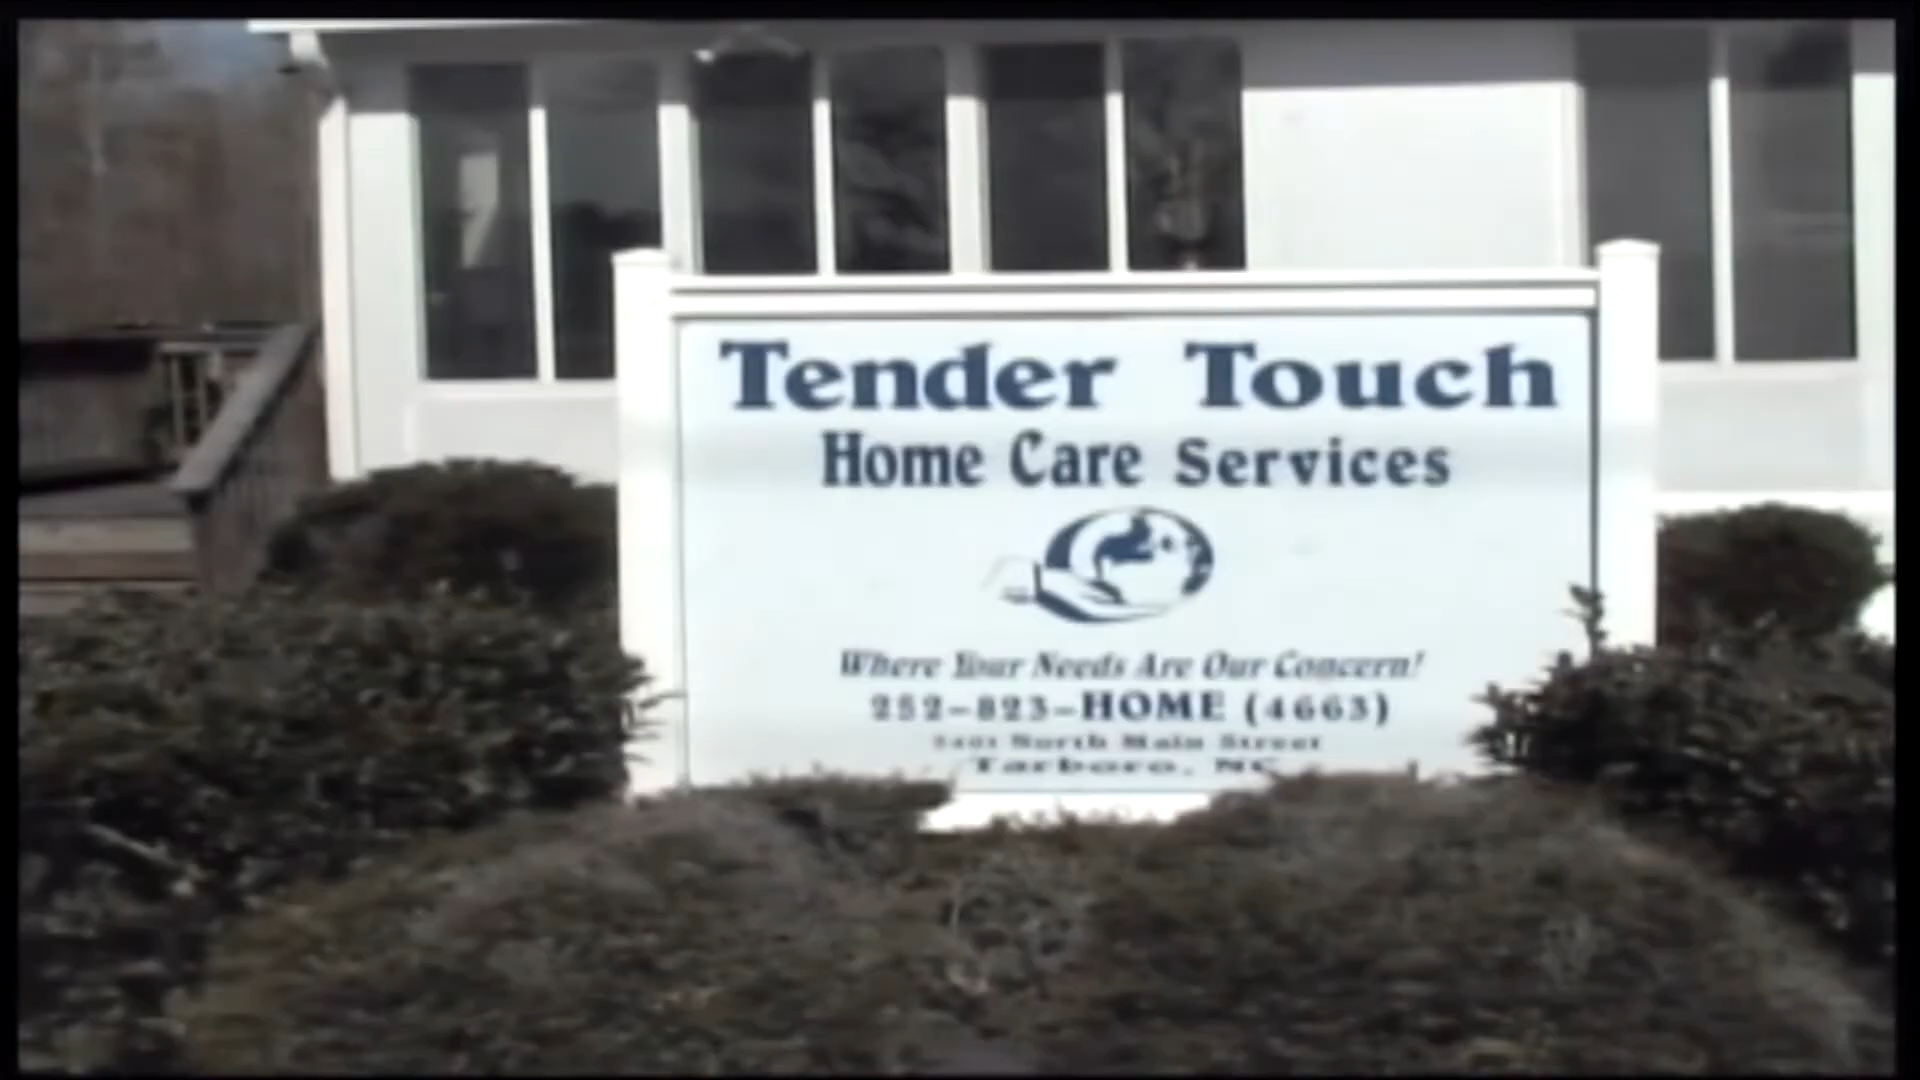 Tender Touch
Home Care Services
Where Your Needs Are Our Concern!
252-823-HOME (4663)
North Main Street
Tarboro, NC